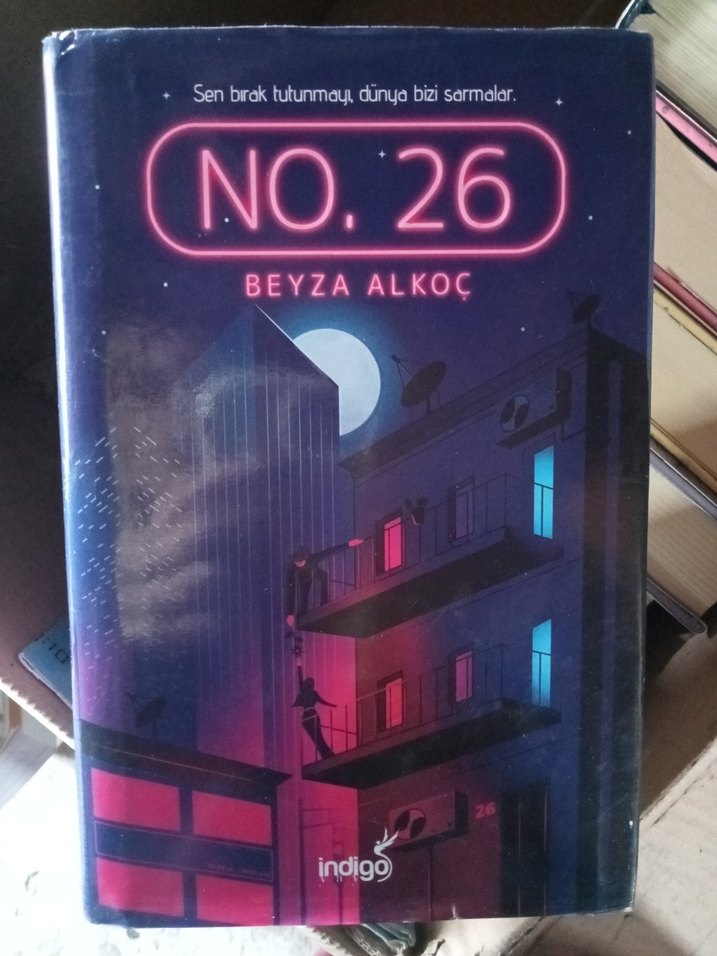 Sen bırak tutunmayı, dünya bizi sarmalar.
NO. 26
BEYZA ALKOÇ
26
indigo